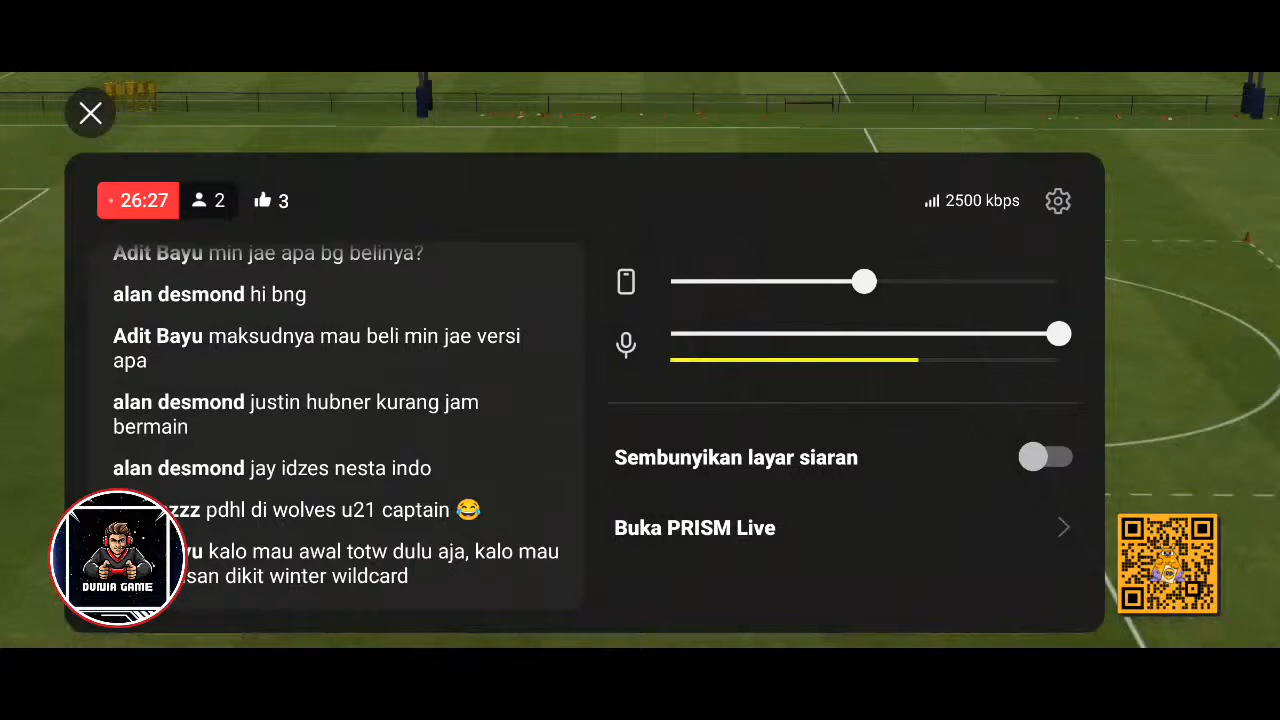 26:27 2 3 2500 kbps
Adit Bayu min jae apa bg belinya?
alan desmond hi bng
Adit Bayu maksudnya mau beli min jae versi
apa
alan desmond justin hubner kurang jam
bermain
alan desmond jay idzes nesta indo
zzz pdhl di wolves u21 captain 😂
yu kalo mau awal totw dulu aja, kalo mau
san dikit winter wildcard
Sembunyikan layar siaran
Buka PRISM Live
DUNIA GAME